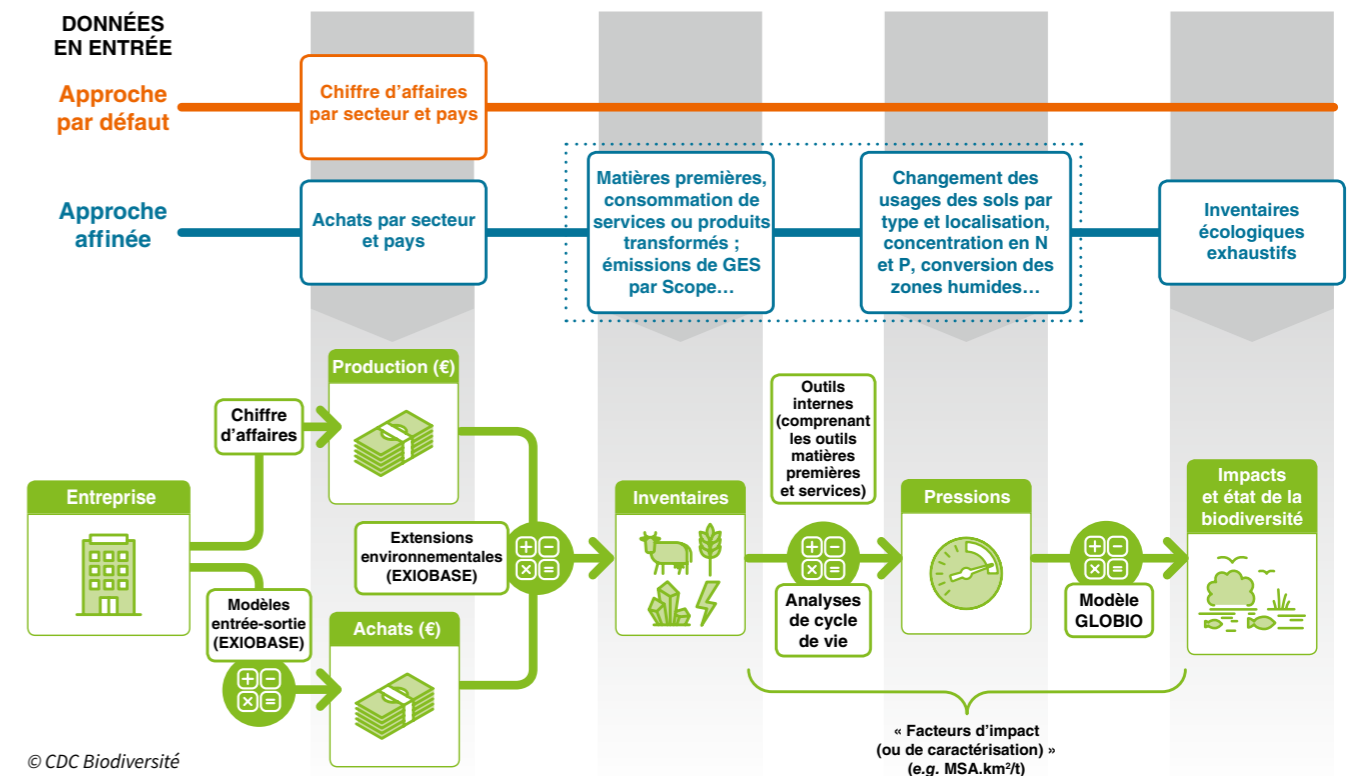 DONNÉES
EN ENTRÉE
Approche
par défaut
Chiffre d’affaires
par secteur et pays
Approche
affinée
Achats par secteur
et pays
Matières premières,
consommation de
services ou produits
transformés ;
émissions de GES
par Scope…
Changement des
usages des sols par
type et localisation,
concentration en N
et P, conversion des
zones humides…
Inventaires
écologiques
exhaustifs
Entreprise
Chiffre
d’affaires
Production (€)
Modèles
entrée-sortie
(EXIOBASE)
Achats (€)
Extensions
environnementales
(EXIOBASE)
Inventaires
Outils
internes
(comprenant
les outils
matières
premières
et services)
Analyses
de cycle
de vie
Pressions
Modèle
GLOBIO
Impacts
et état de la
biodiversité
« Facteurs d’impact
(ou de caractérisation) »
(e.g. MSA.km²/t)
© CDC Biodiversité